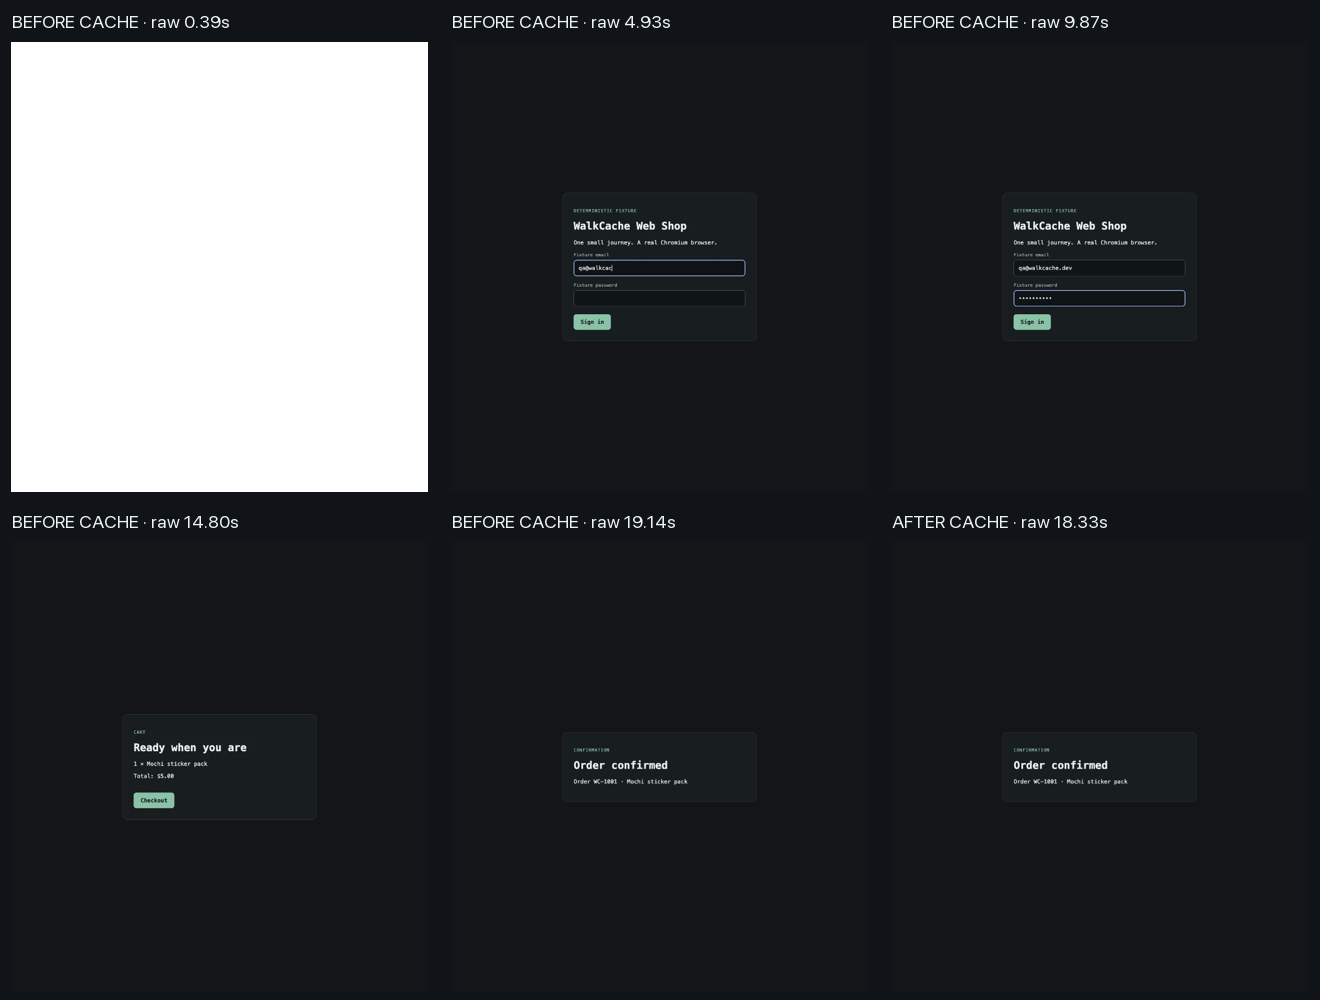 BEFORE CACHE · raw 0.39s
BEFORE CACHE · raw 4.93s
DETERMINISTIC FIXTURE
WalkCache Web Shop
One small journey. A real Chromium browser.
Fixture email
qa@walkcac
Fixture password
Sign in
BEFORE CACHE · raw 9.87s
DETERMINISTIC FIXTURE
WalkCache Web Shop
One small journey. A real Chromium browser.
Fixture email
qa@walkcache.dev
Fixture password
••••••••••
Sign in
BEFORE CACHE · raw 14.80s
CART
Ready when you are
1 × Mochi sticker pack
Total: $5.00
Checkout
BEFORE CACHE · raw 19.14s
CONFIRMATION
Order confirmed
Order WC-1001 · Mochi sticker pack
AFTER CACHE · raw 18.33s
CONFIRMATION
Order confirmed
Order WC-1001 · Mochi sticker pack